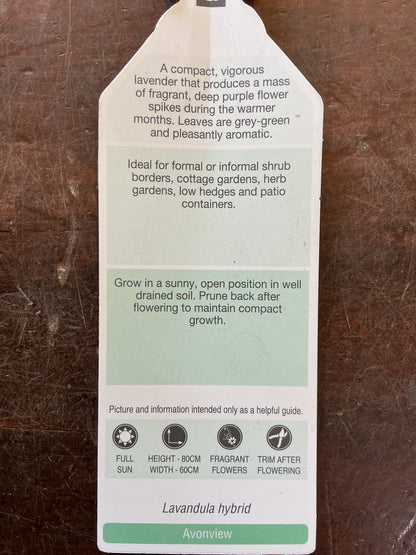 A compact, vigorous
lavender that produces a mass
of fragrant, deep purple flower
spikes during the warmer
months. Leaves are grey-green
and pleasantly aromatic.
Ideal for formal or informal shrub
borders, cottage gardens, herb
gardens, low hedges and patio
containers.
Grow in a sunny, open position in well
drained soil. Prune back after
flowering to maintain compact
growth.
Picture and information intended only as a helpful guide.
FULL
SUN
HEIGHT - 80CM
WIDTH - 60CM
FRAGRANT
FLOWERS
TRIM AFTER
FLOWERING
Lavandula hybrid
Avonview